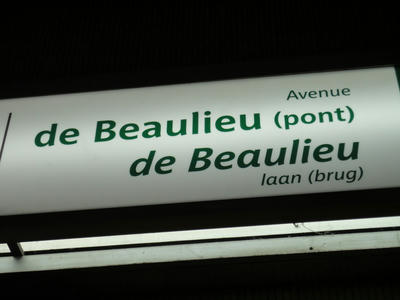 Avenue
de Beaulieu (pont)
de Beaulieu
laan (brug)